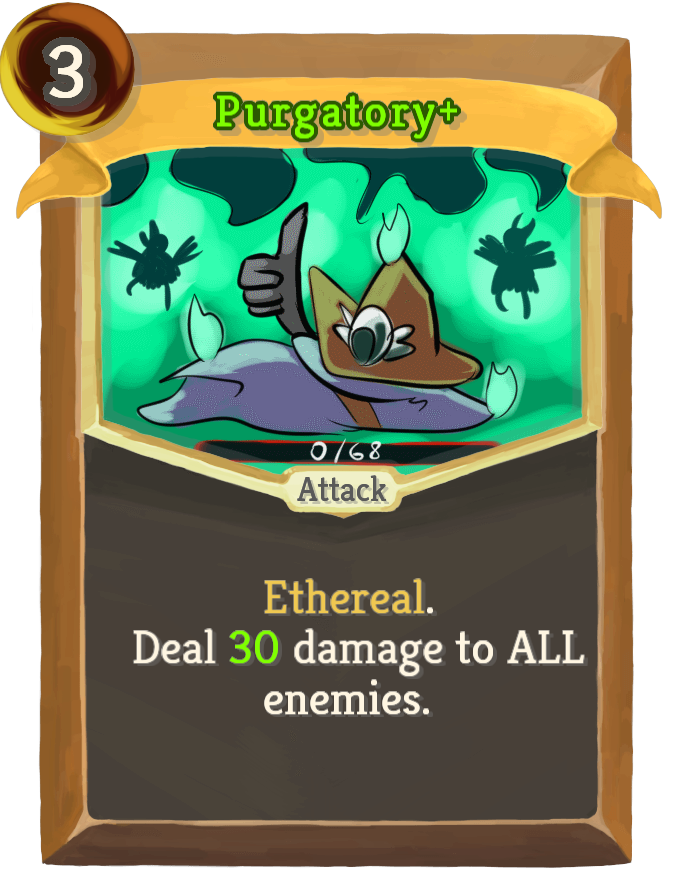 3
Purgatory+
0/68
Attack
Ethereal.
Deal 30 damage to ALL
enemies.